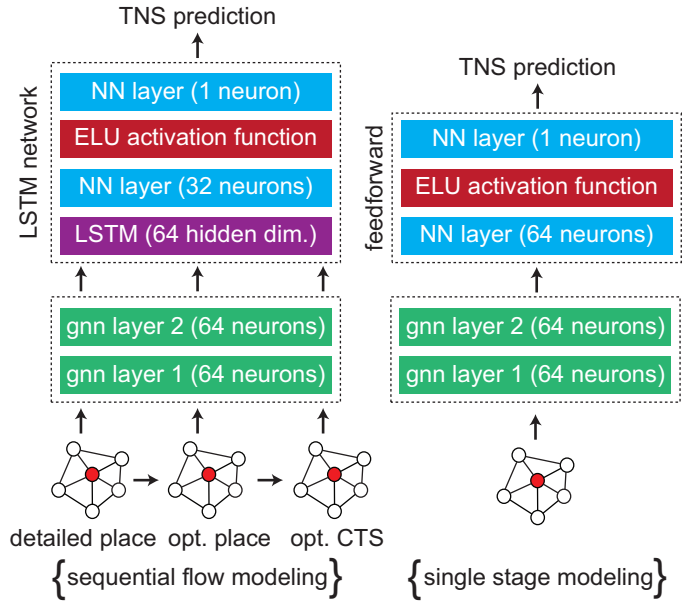 TNS prediction
LSTM network
NN layer (1 neuron)
ELU activation function
NN layer (32 neurons)
LSTM (64 hidden dim.)
gnn layer 2 (64 neurons)
gnn layer 1 (64 neurons)
detailed place
opt. place
opt. CTS
{sequential flow modeling}
TNS prediction
feedforward
NN layer (1 neuron)
ELU activation function
NN layer (64 neurons)
gnn layer 2 (64 neurons)
gnn layer 1 (64 neurons)
{single stage modeling}